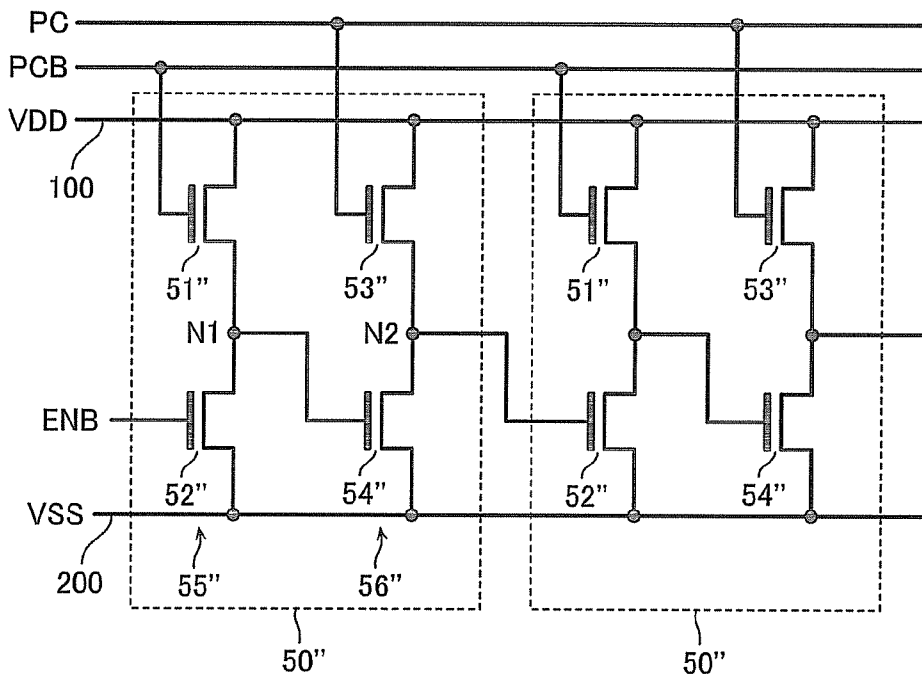 PC
PCB
VDD
100
51”
53”
51”
53”
N1
N2
ENB
52”
54”
52”
54”
VSS
200
55”
56”
50”
50”